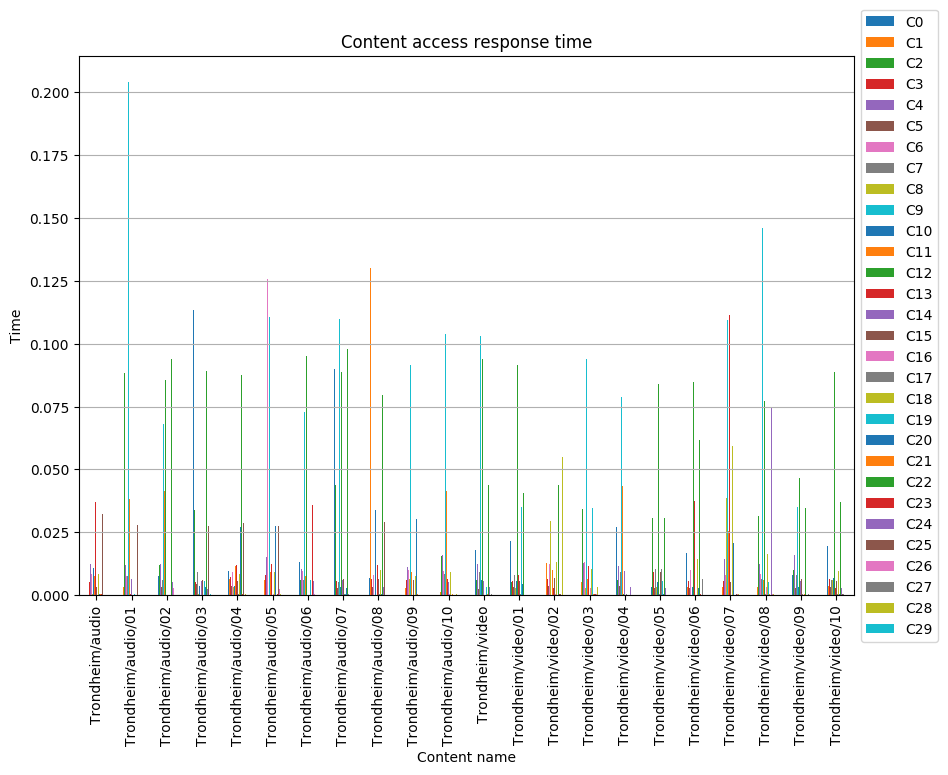 Content access response time
Time
0.200
0.175
0.150
0.125
0.100
0.075
0.050
0.025
0.000
Trondheim/audio
Trondheim/audio/01
Trondheim/audio/02
Trondheim/audio/03
Trondheim/audio/04
Trondheim/audio/05
Trondheim/audio/06
Trondheim/audio/07
Trondheim/audio/08
Trondheim/audio/09
Trondheim/audio/10
Trondheim/video
Trondheim/video/01
Trondheim/video/02
Trondheim/video/03
Trondheim/video/04
Trondheim/video/05
Trondheim/video/06
Trondheim/video/07
Trondheim/video/08
Trondheim/video/09
Trondheim/video/10
Content name
C0
C1
C2
C3
C4
C5
C6
C7
C8
C9
C10
C11
C12
C13
C14
C15
C16
C17
C18
C19
C20
C21
C22
C23
C24
C25
C26
C27
C28
C29